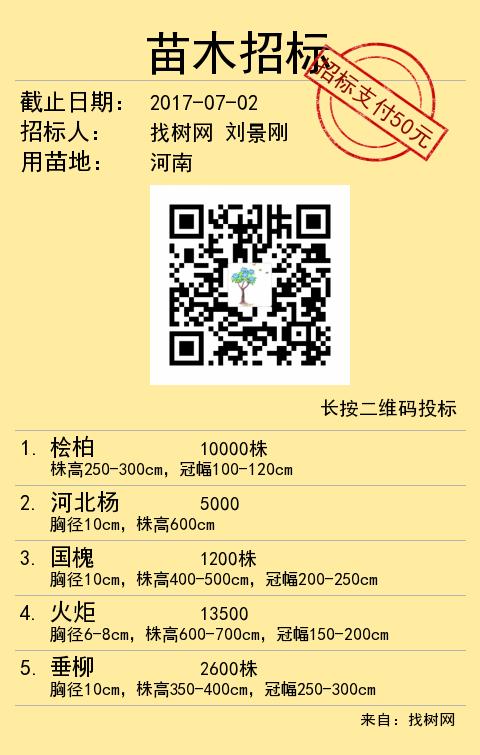 苗木招标
招标支付50元
截止日期： 2017-07-02
招标人： 找树网 刘景刚
用苗地： 河南
长按二维码投标
1. 桧柏 10000株
株高250-300cm，冠幅100-120cm
2. 河北杨 5000
胸径10cm，株高600cm
3. 国槐 1200株
胸径10cm，株高400-500cm，冠幅200-250cm
4. 火炬 13500
胸径6-8cm，株高600-700cm，冠幅150-200cm
5. 垂柳 2600株
胸径10cm，株高350-400cm，冠幅250-300cm
来自：找树网